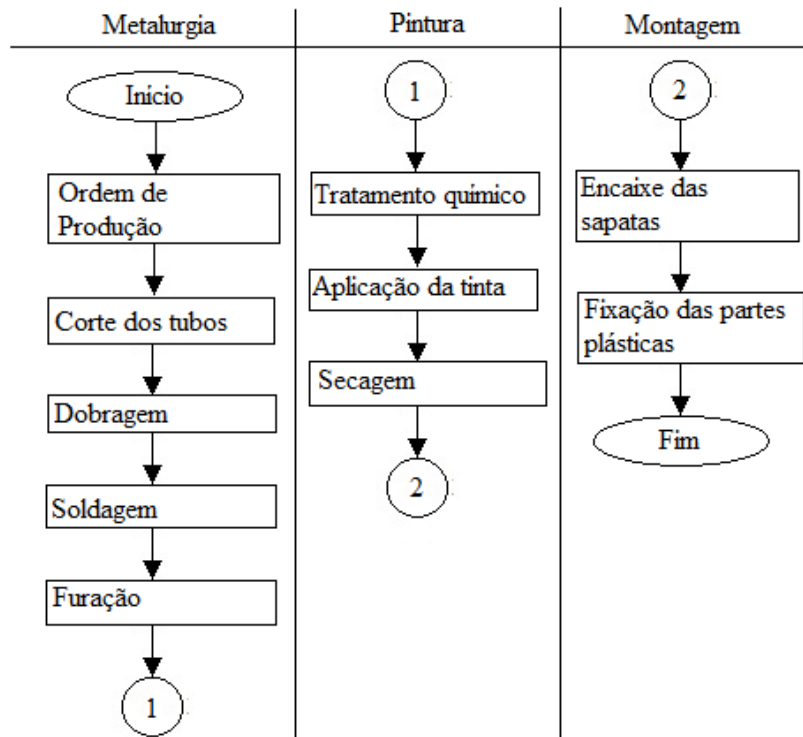 Metalurgia
Início
Ordem de
Produção
Corte dos tubos
Dobragem
Soldagem
Furação
1
Pintura
1
Tratamento químico
Aplicação da tinta
Secagem
2
Montagem
2
Encaixe das
sapatas
Fixação das partes
plásticas
Fim